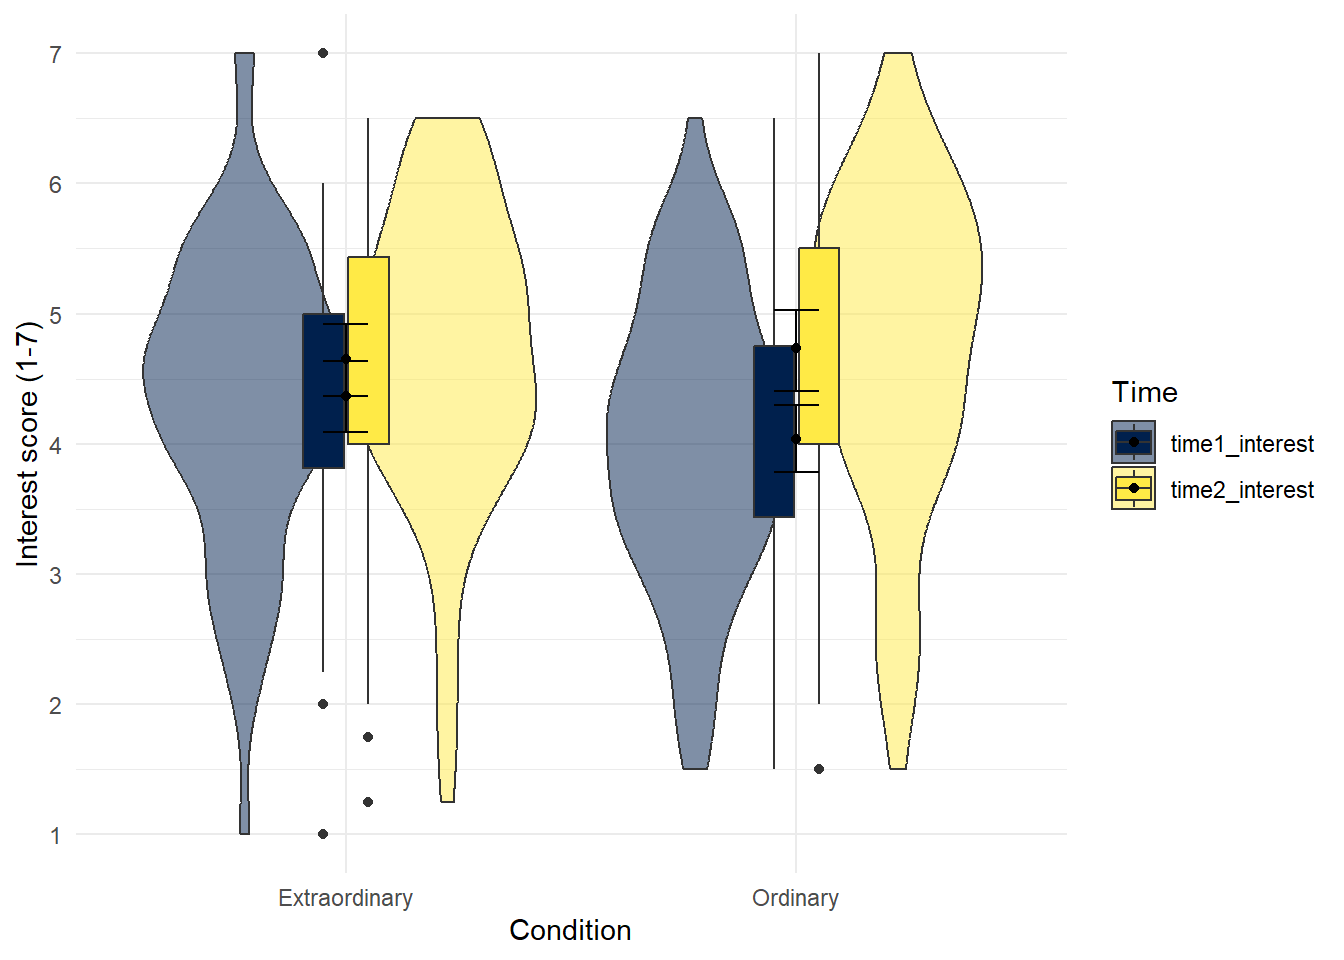 7
6
5
4
3
2
1
Interest score (1-7)
Extraordinary
Ordinary
Condition
Time
time1_interest
time2_interest